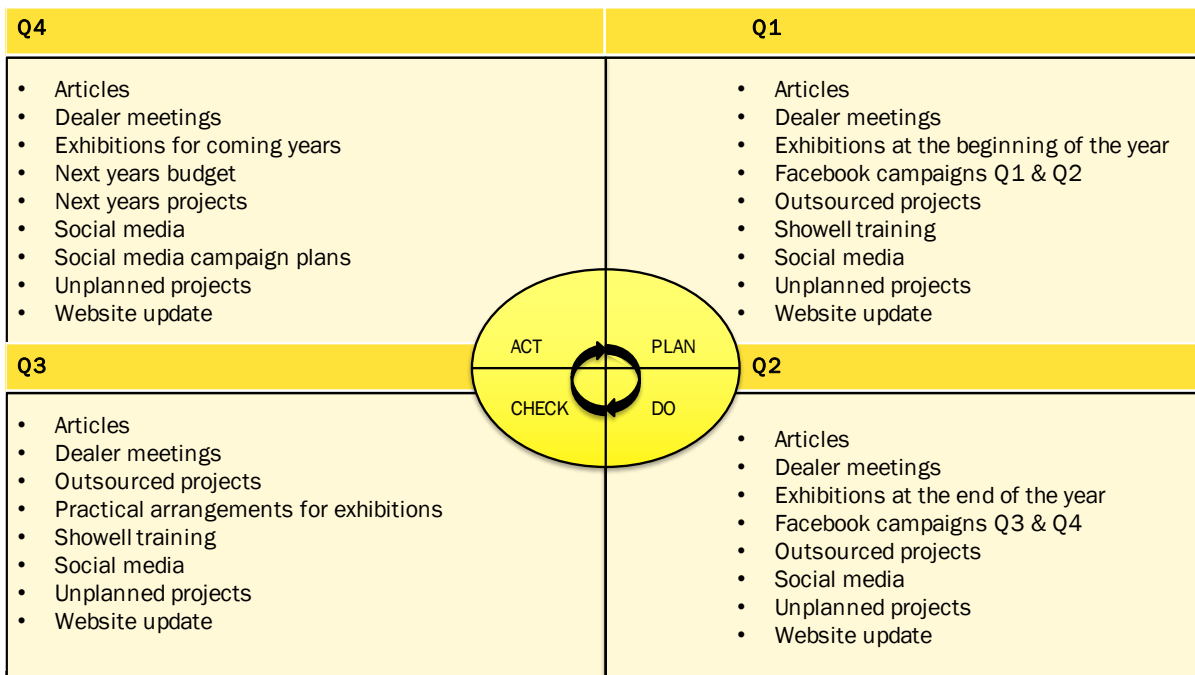 Q4
• Articles
• Dealer meetings
• Exhibitions for coming years
• Next years budget
• Next years projects
• Social media
• Social media campaign plans
• Unplanned projects
• Website update
Q1
• Articles
• Dealer meetings
• Exhibitions at the beginning of the year
• Facebook campaigns Q1 & Q2
• Outsourced projects
• Showell training
• Social media
• Unplanned projects
• Website update
ACT
PLAN
CHECK
DO
Q3
• Articles
• Dealer meetings
• Outsourced projects
• Practical arrangements for exhibitions
• Showell training
• Social media
• Unplanned projects
• Website update
Q2
• Articles
• Dealer meetings
• Exhibitions at the end of the year
• Facebook campaigns Q3 & Q4
• Outsourced projects
• Social media
• Unplanned projects
• Website update